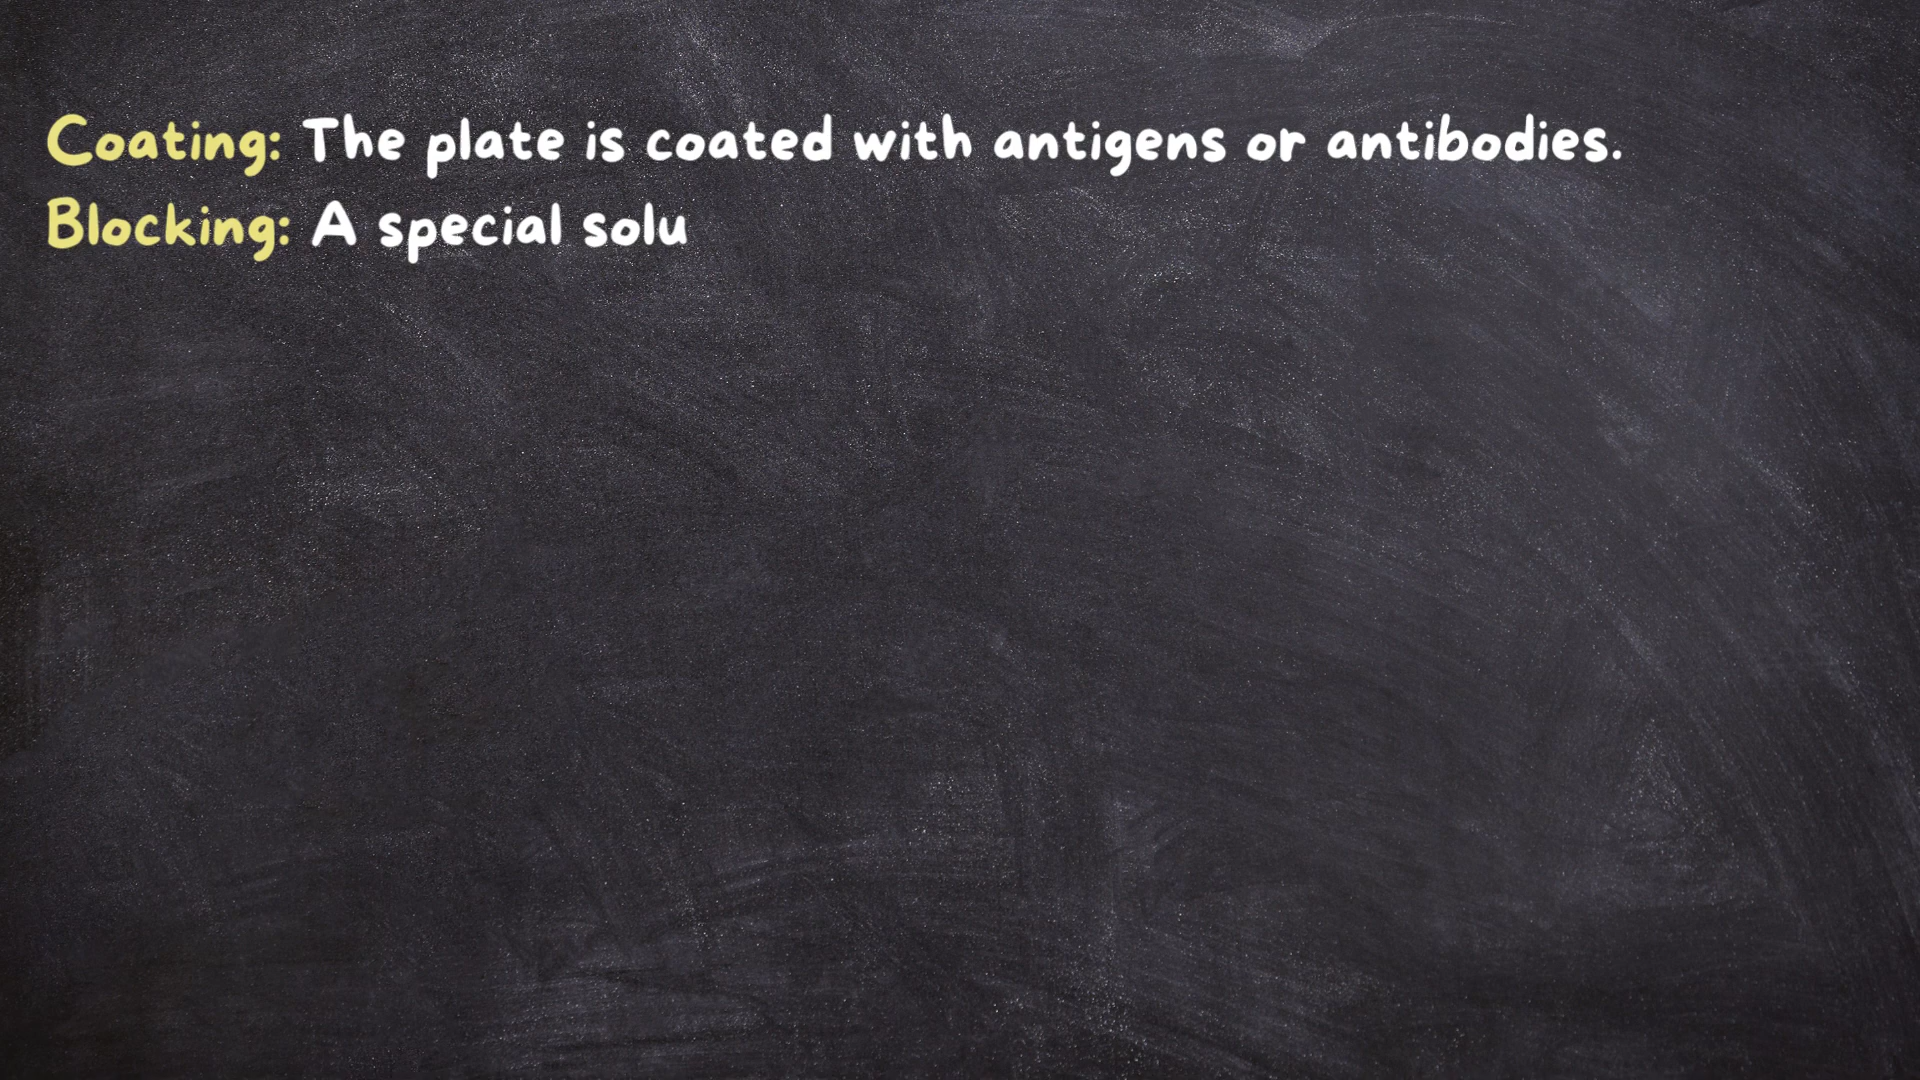 Coating: The plate is coated with antigens or antibodies.
Blocking: A special solu